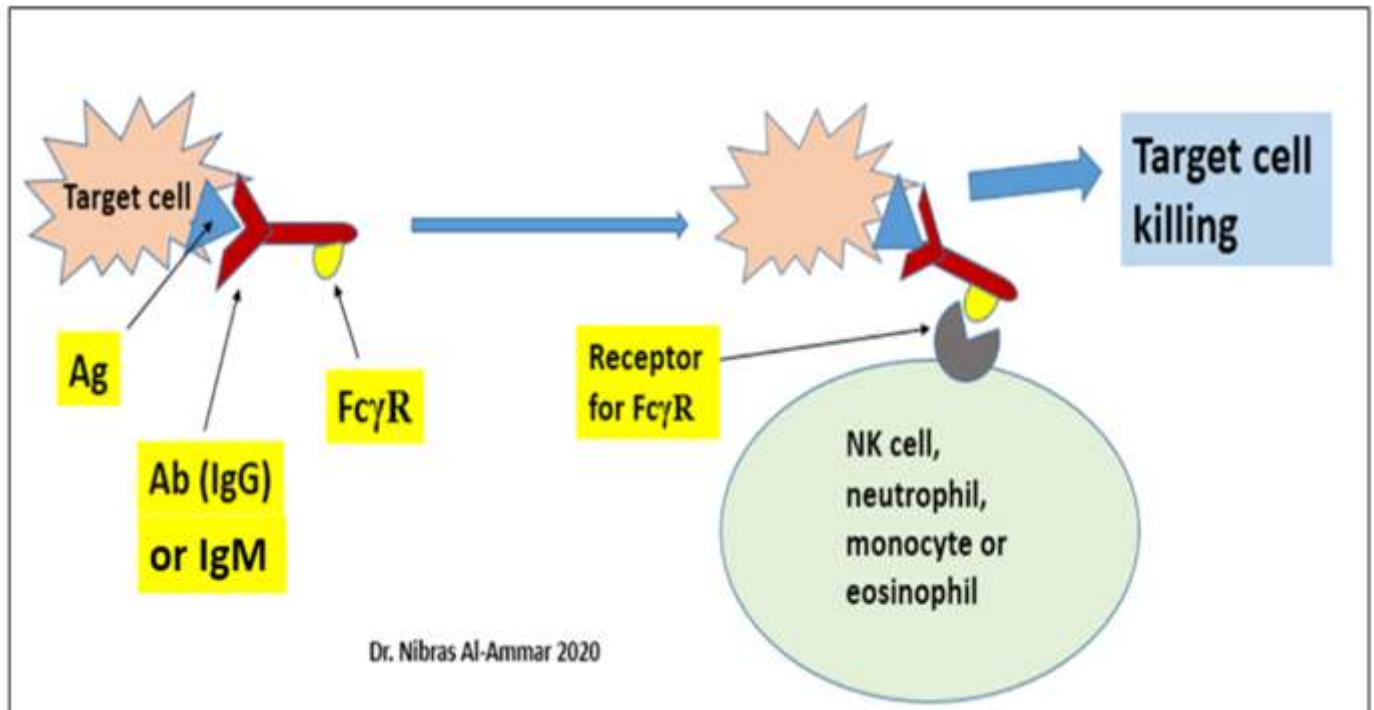 Target cell
Ag
Ab (IgG)
or IgM
FcγR
Receptor
for FcγR
NK cell,
neutrophil,
monocyte or
eosinophil
Target cell
killing
Dr. Nibras Al-Ammar 2020